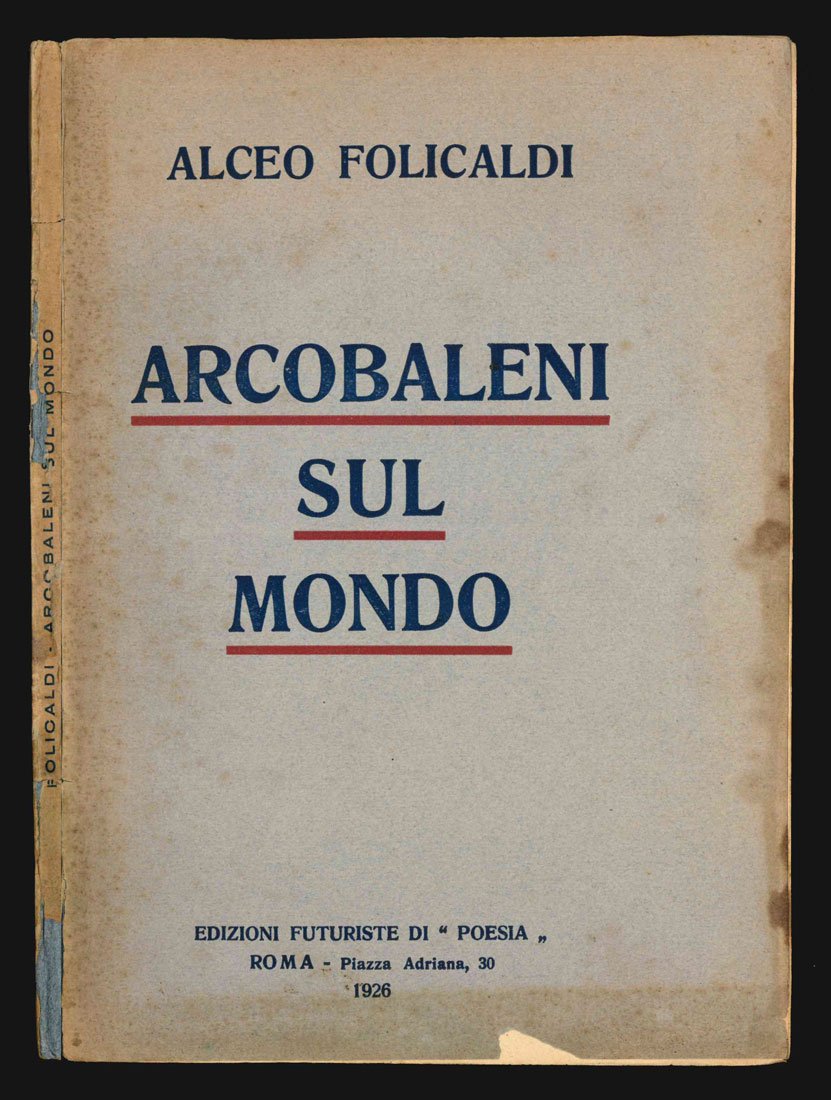 ALCEO FOLICALDI
ARCOBALENI
SUL
MONDO
EDIZIONI FUTURISTE DI “ POESIA „
ROMA - Piazza Adriana, 30
1926
FOLICALDI - ARCOBALENI SUL MONDO